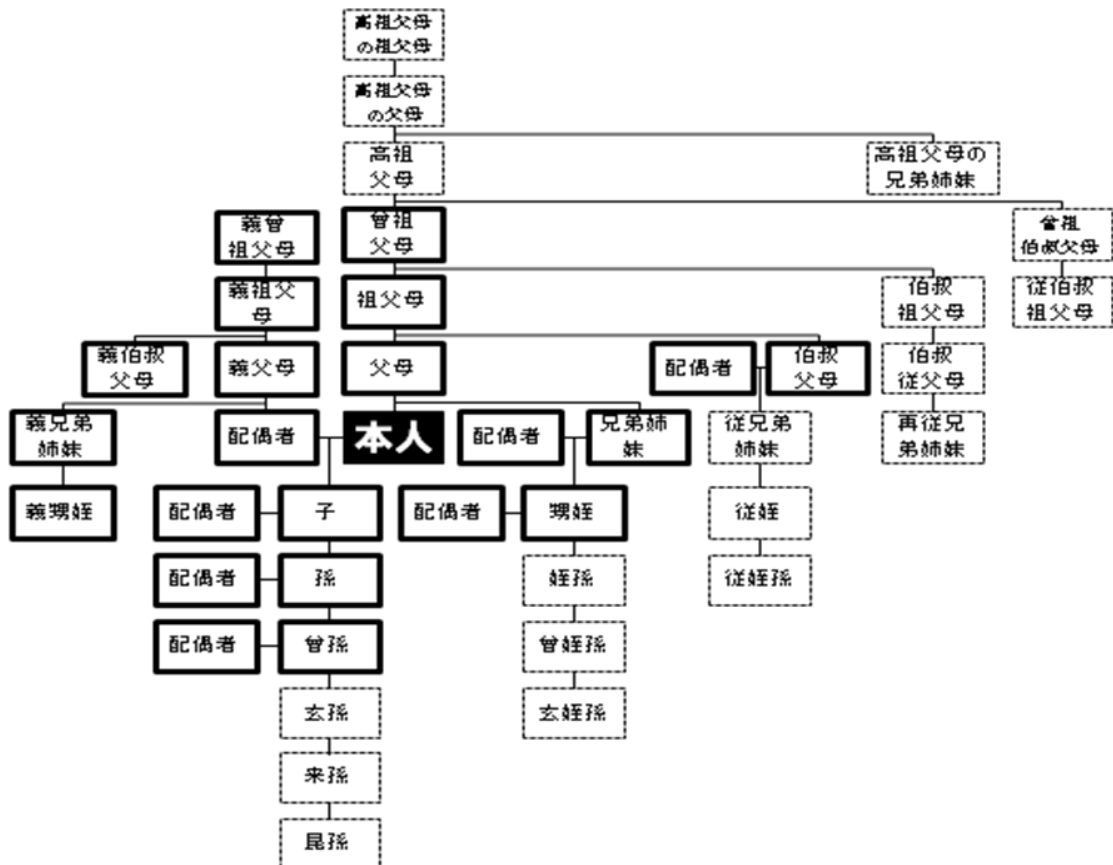 高祖父母
の祖父母
高祖父母
の父母
高祖
父母
高祖父母の
兄弟姉妹
義曾
祖父母
曾祖
父母
曾祖
伯叔父母
義祖父
母
祖父母
伯叔
祖父母
従伯叔
祖父母
義伯叔
父母
義父母
父母
配偶者
伯叔
父母
伯叔
従父母
義兄弟
姉妹
配偶者
本人
配偶者
兄弟姉
妹
従兄弟
姉妹
再従兄
弟姉妹
義甥姪
配偶者
子
配偶者
甥姪
従姪
配偶者
孫
姪孫
従姪孫
配偶者
曾孫
曾姪孫
玄孫
玄姪孫
来孫
昆孫